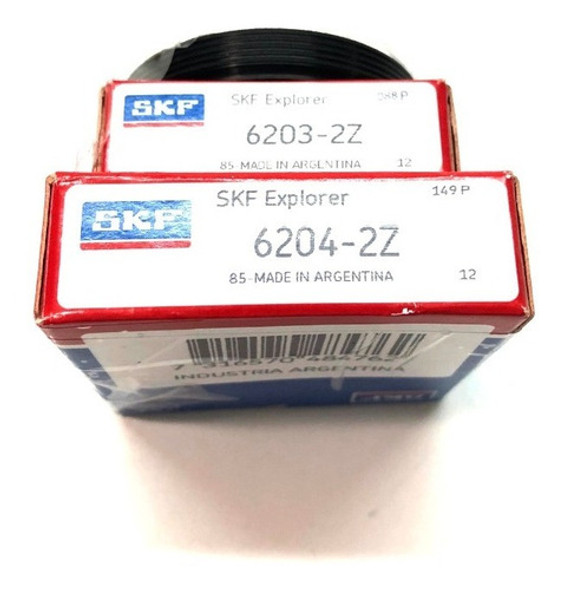 SKF
SKF Explorer
6203-2Z
85-MADE IN ARGENTINA 12
SKF
SKF Explorer
149 P
6204-2Z
85-MADE IN ARGENTINA
12
INDUSTRIA ARGENTINA
SKF